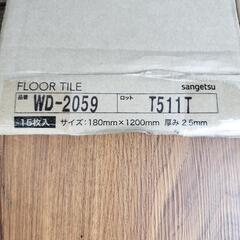 FLOOR TILE
sangetsu
品番 WD-2059 ロット T511T
15枚入 サイズ：180mm×1200mm 厚み 2.5mm